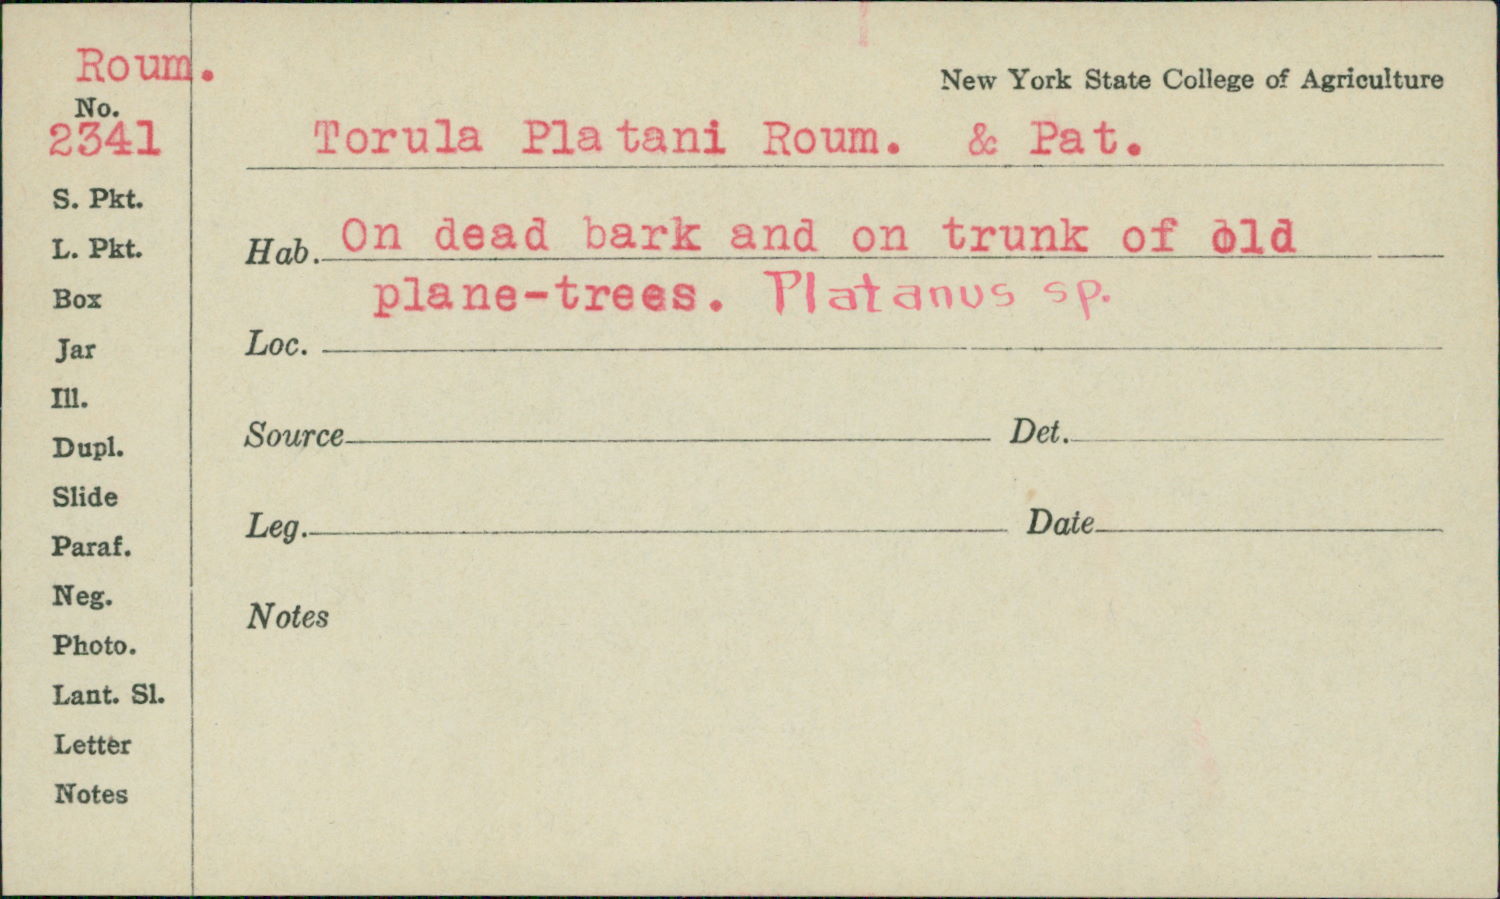 Roum.
New York State College of Agriculture
No.
2341
Torula Platani Roum. & Pat.
S. Pkt.
L. Pkt.
Box
Jar
Ill.
Dupl.
Slide
Paraf.
Neg.
Photo.
Lant. Sl.
Letter
Notes
Hab. On dead bark and on trunk of old
plane-trees. Platanus sp.
Loc.
Source Det.
Leg. Date
Notes